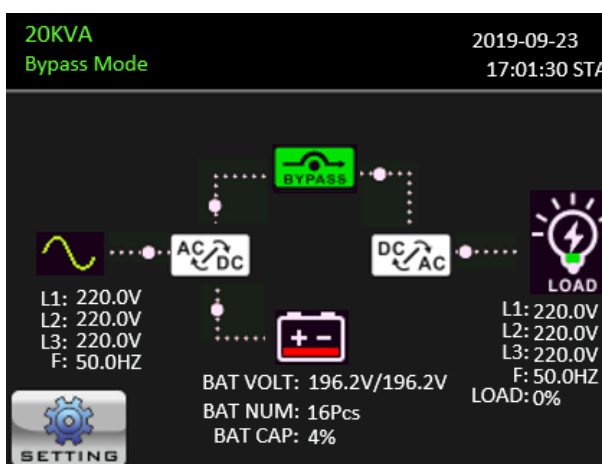 20KVA
Bypass Mode
2019-09-23
17:01:30 STA
BYPASS
AC
DC
DC
AC
LOAD
L1: 220.0V
L2: 220.0V
L3: 220.0V
F: 50.0HZ
L1: 220.0V
L2: 220.0V
L3: 220.0V
F: 50.0HZ
LOAD: 0%
BAT VOLT: 196.2V/196.2V
BAT NUM: 16Pcs
BAT CAP: 4%
SETTING